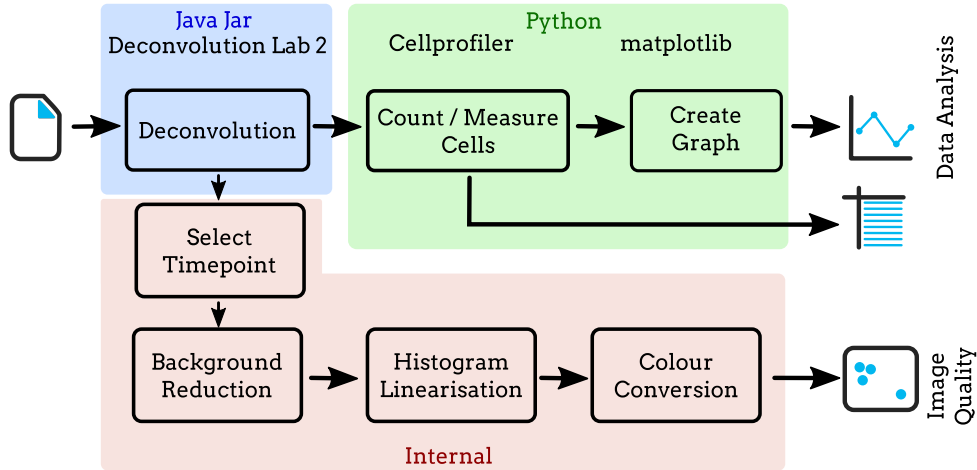 Java Jar
Deconvolution Lab 2
Python
Cellprofiler
matplotlib
Deconvolution
Count / Measure
Cells
Create
Graph
Data Analysis
Select
Timepoint
Background
Reduction
Histogram
Linearisation
Colour
Conversion
Image
Quality
Internal